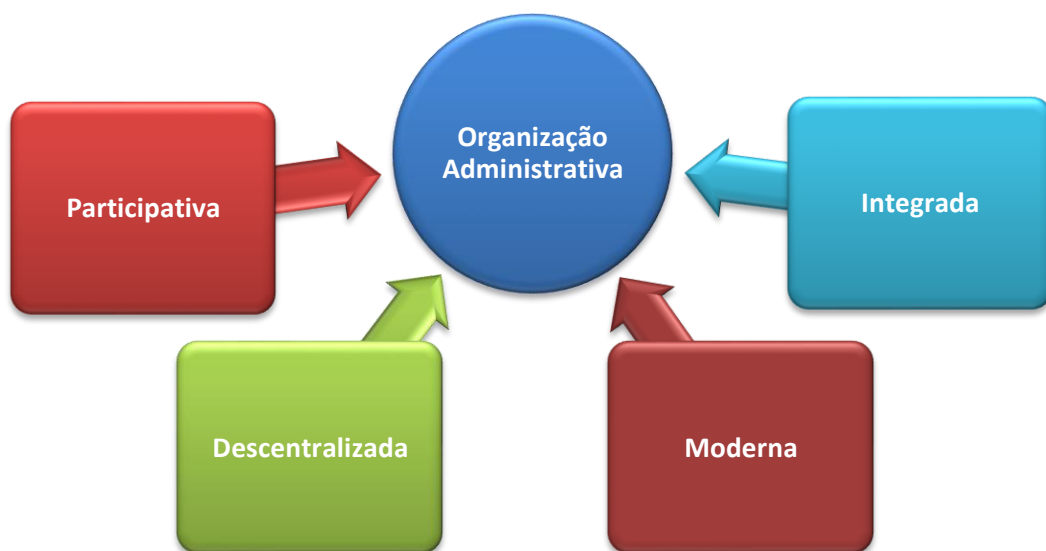 Organização
Administrativa
Participativa
Integrada
Descentralizada
Moderna